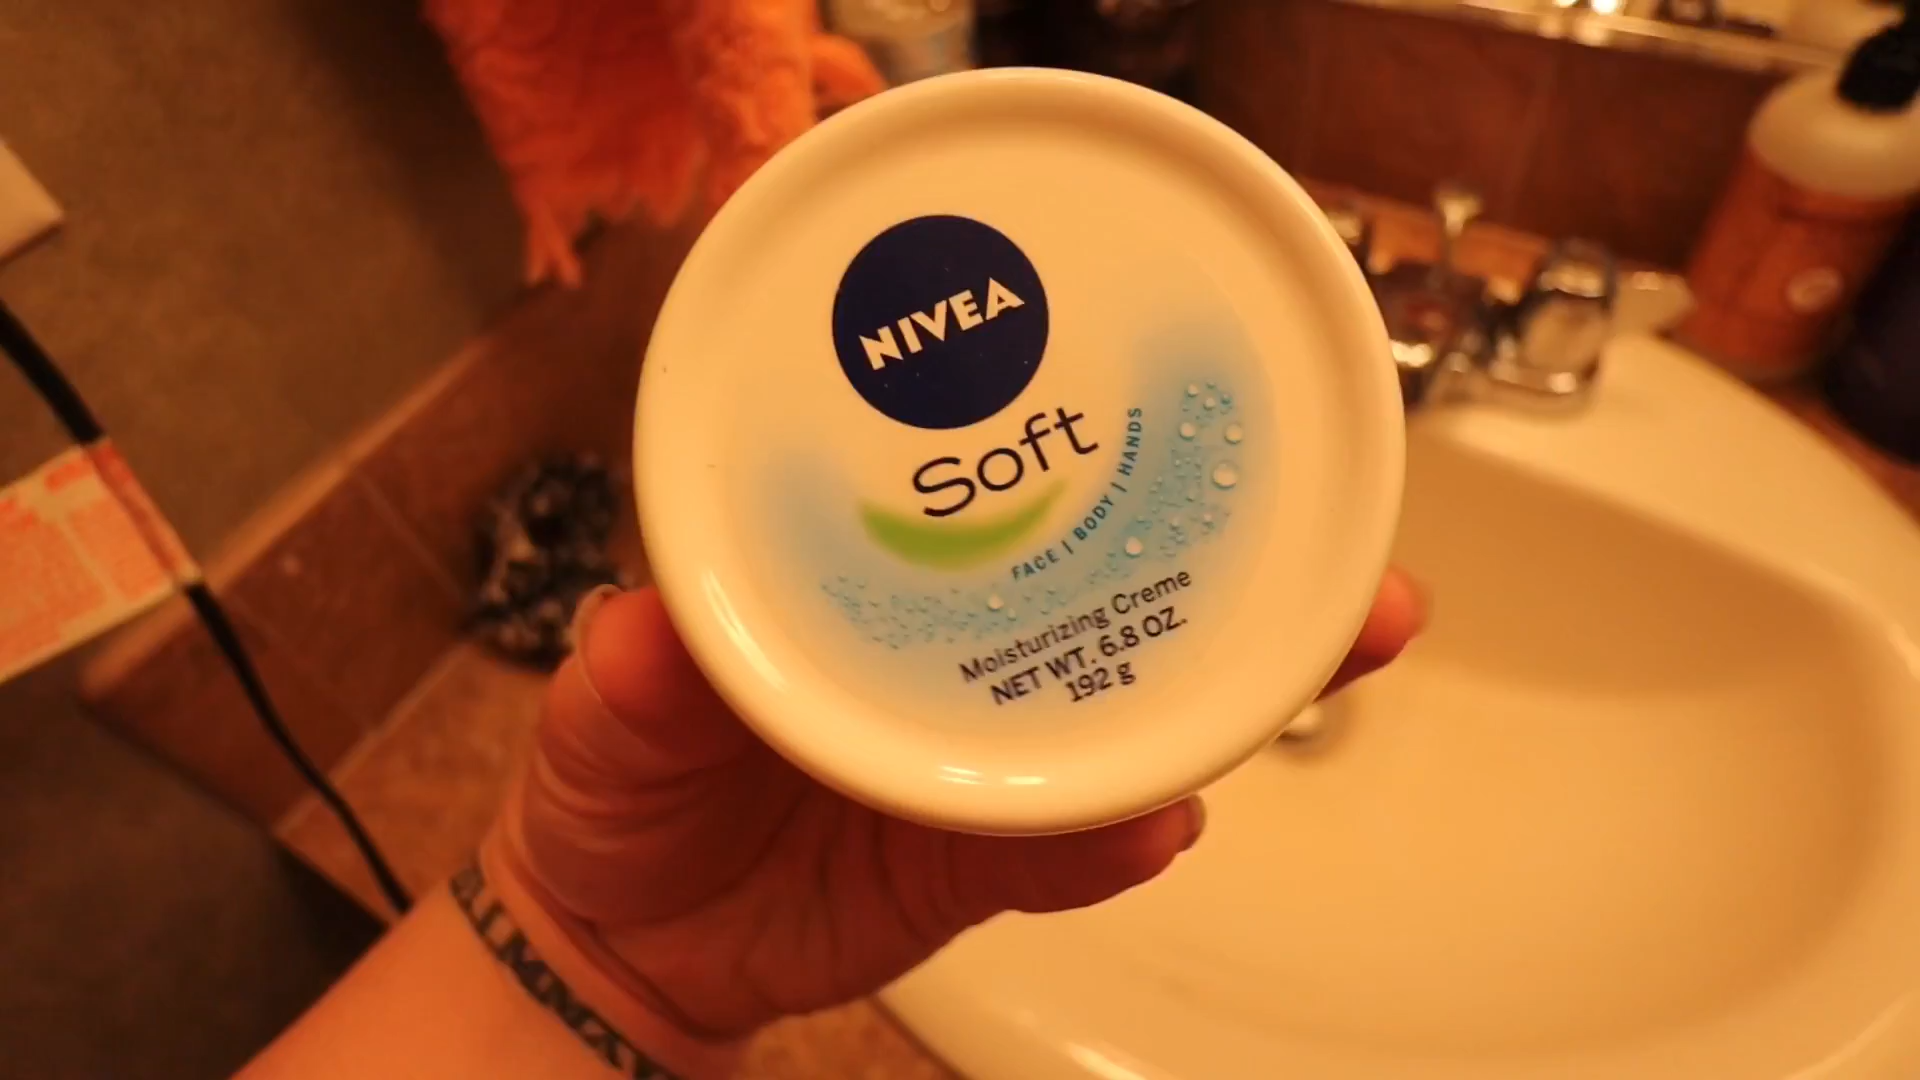 NIVEA
Soft
FACE | BODY | HANDS
Moisturizing Creme
NET WT. 6.8 OZ.
192 g